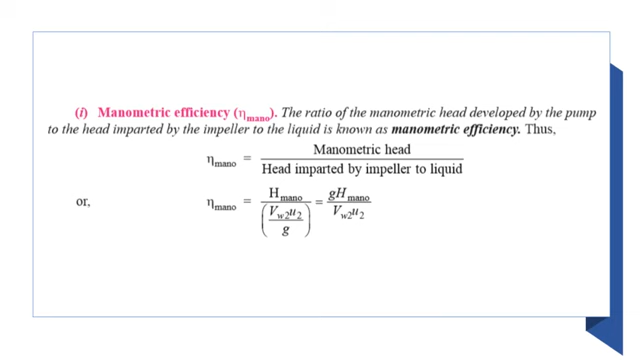 (i) Manometric efficiency (ηmano). The ratio of the manometric head developed by the pump
to the head imparted by the impeller to the liquid is known as manometric efficiency. Thus,
ηmano = Manometric head / Head imparted by impeller to liquid
or, ηmano = Hmano / (Vw2u2 / g) = gHmano / Vw2u2